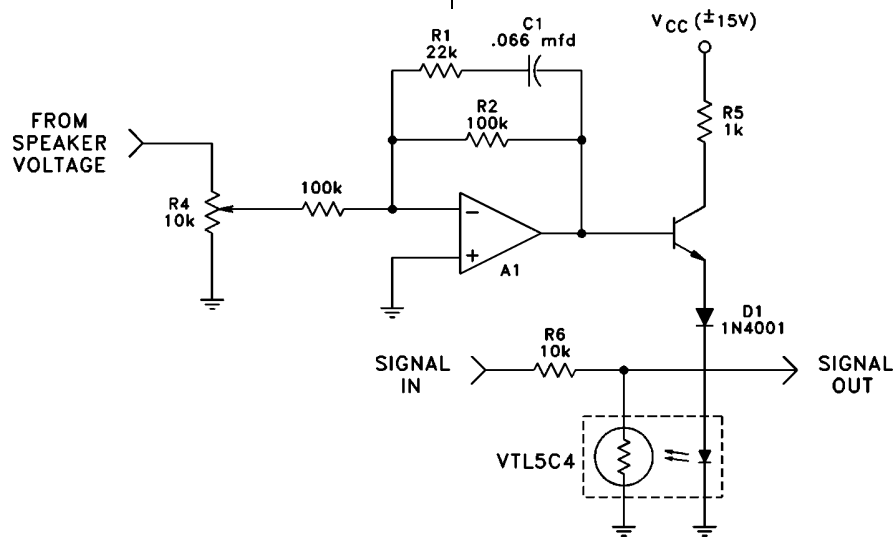 C1
.066 mfd
R1
22k
VCC (±15V)
R2
100k
R5
1k
FROM
SPEAKER
VOLTAGE
R4
10k
100k
−
+
A1
D1
1N4001
R6
10k
SIGNAL
IN
SIGNAL
OUT
VTL5C4